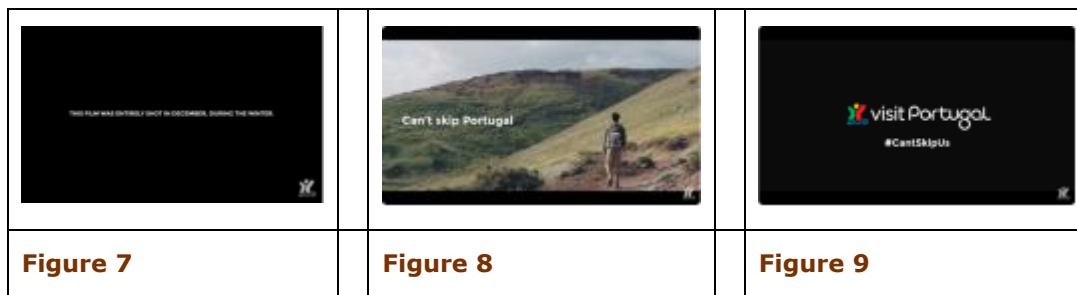 THIS FILM WAS ENTIRELY SHOT IN DECEMBER, DURING THE WINTER.
Can't skip Portugal
visit Portugal
#CantSkipUs
Figure 7
Figure 8
Figure 9